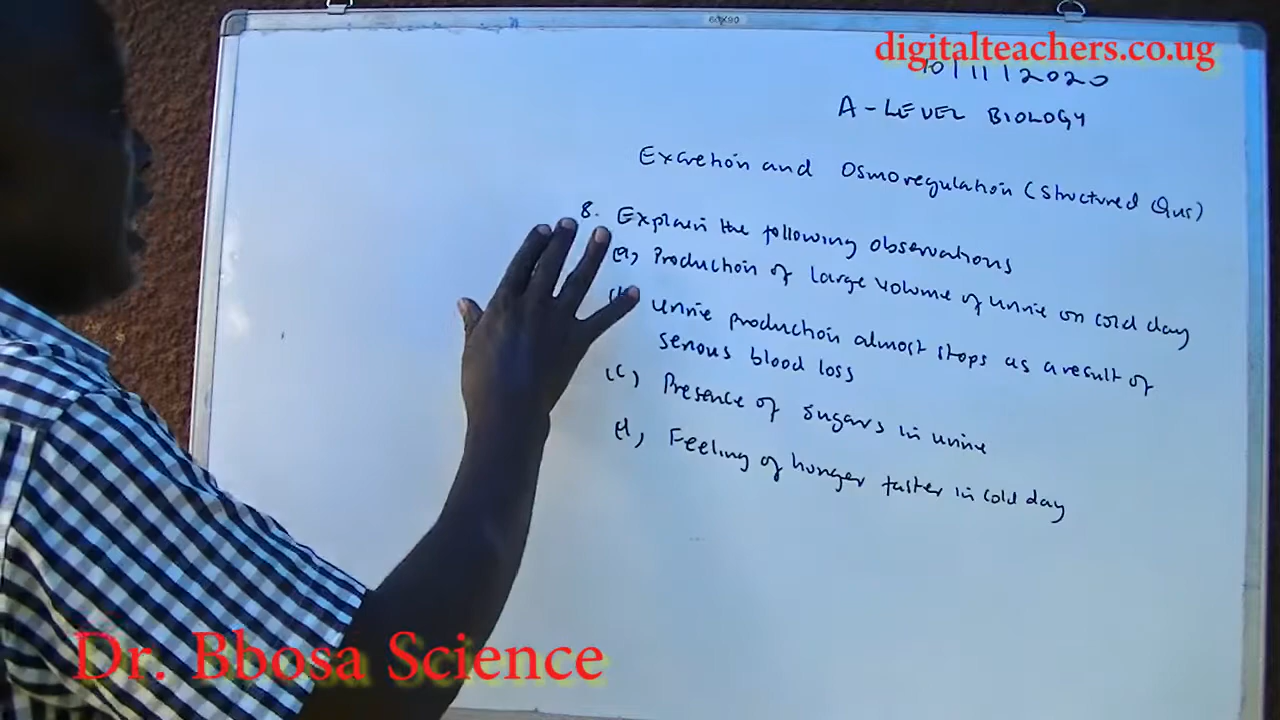 60X90
digitalteachers.co.ug
10/11/2020
A-LEVEL BIOLOGY
Excretion and Osmoregulation (Structured Qns)
8. Explain the following observations
(a) Production of large volume of urine on cold day
(b) urine production almost stops as a result of
serious blood loss
(c) Presence of sugars in urine
(d) Feeling of hunger faster in cold day
Dr. Bbosa Science